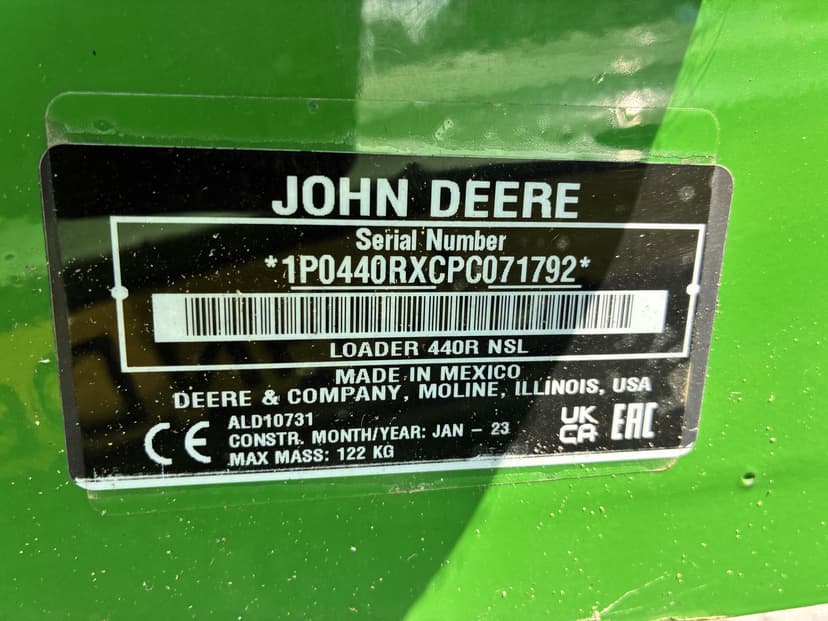 JOHN DEERE
Serial Number
*1P0440RXCPC071792*
LOADER 440R NSL
MADE IN MEXICO
DEERE & COMPANY, MOLINE, ILLINOIS, USA
ALD10731
CONSTR. MONTH/YEAR: JAN - 23
MAX MASS: 122 KG
CE
UK
CA
EAC